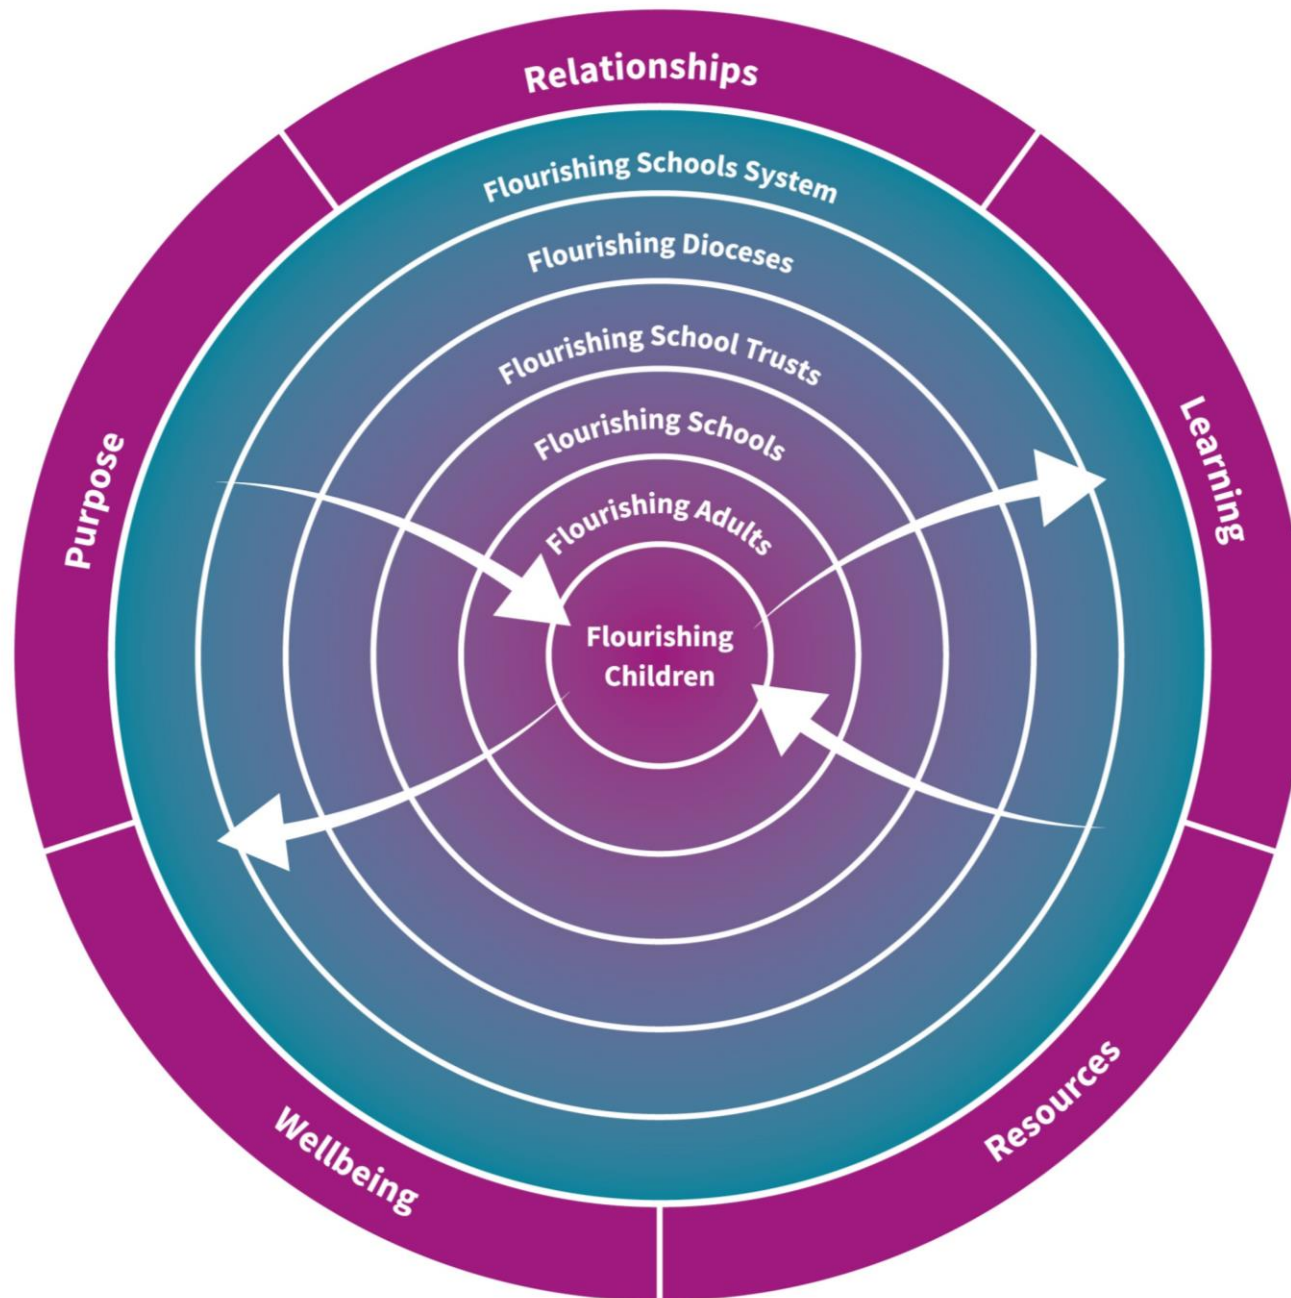 Relationships
Flourishing Schools System
Flourishing Dioceses
Flourishing School Trusts
Flourishing Schools
Flourishing Adults
Flourishing
Children
Purpose
Learning
Wellbeing
Resources